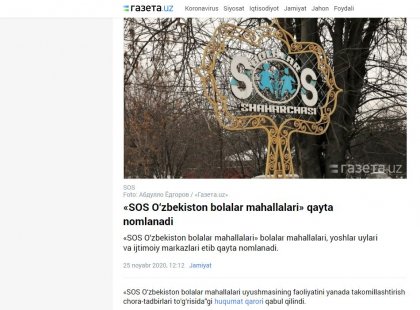 газета.uz
Koronavirus Siyosat Iqtisodiyot Jamiyat Jahon Foydali
SOS
SHAHARCHASI
газета.uz
SOS
Foto: Абдулло Ёдгоров / «Газета.uz»
«SOS O‘zbekiston bolalar mahallalari» qayta
nomlanadi
«SOS O‘zbekiston bolalar mahallalari» bolalar mahallalari, yoshlar uylari
va ijtimoiy markazlari etib qayta nomlanadi.
25 noyabr 2020, 12:12 Jamiyat
«SOS O‘zbekiston bolalar mahallalari uyushmasining faoliyatini yanada takomillashtirish
chora-tadbirlari to‘g‘risida”gi huqumat qarori qabul qilindi.